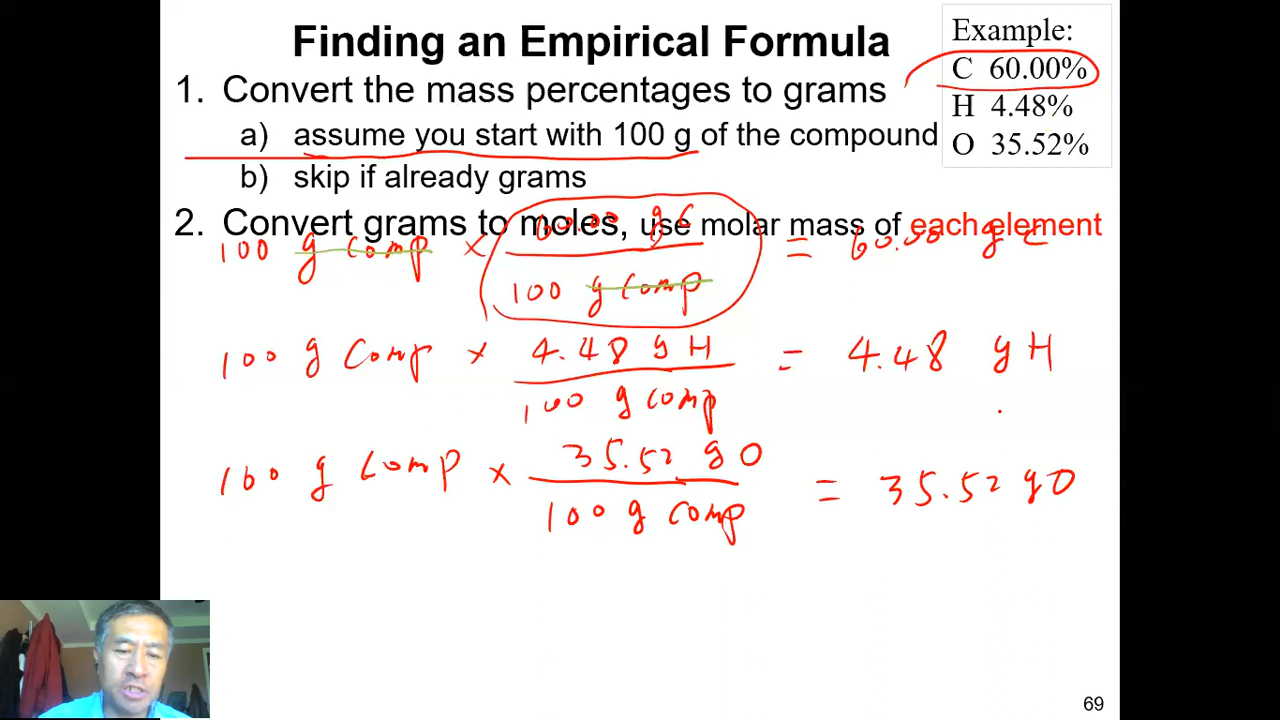 Finding an Empirical Formula
Example:
C 60.00%
H 4.48%
O 35.52%
1. Convert the mass percentages to grams
a) assume you start with 100 g of the compound
b) skip if already grams
2. Convert grams to moles, use molar mass of each element
100 g comp × 60.00 g C / 100 g comp = 60.00 g C
100 g comp × 4.48 g H / 100 g comp = 4.48 g H
100 g comp × 35.52 g O / 100 g comp = 35.52 g O
69